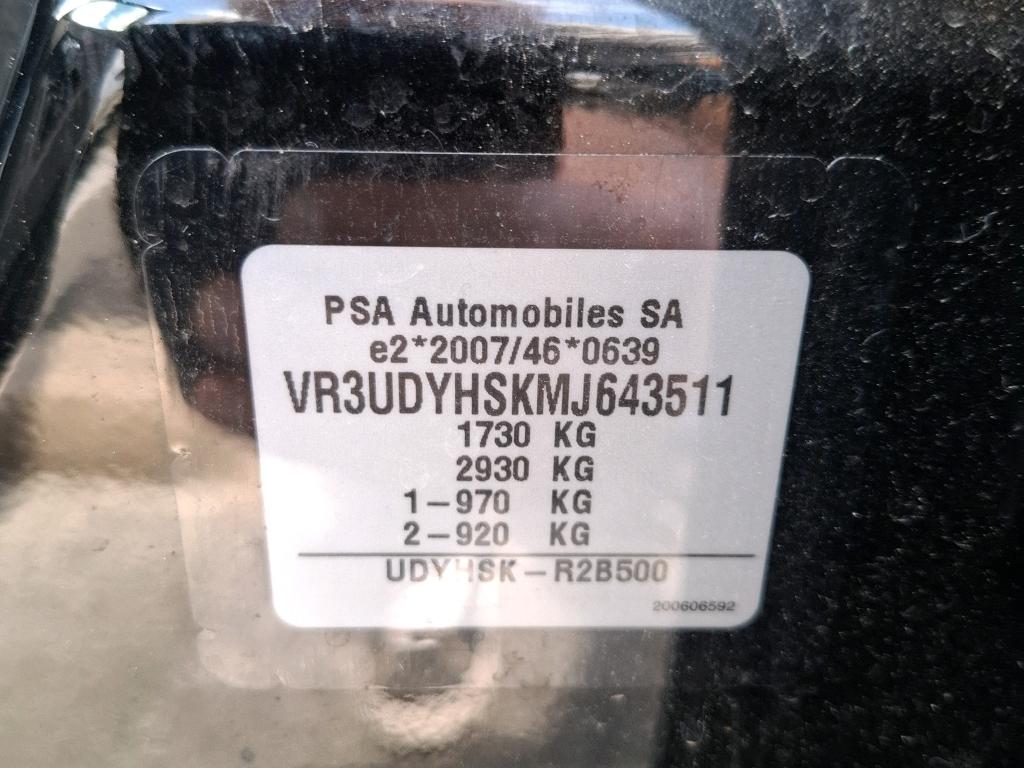 PSA Automobiles SA
e2*2007/46*0639
VR3UDYHSKMJ643511
1730 KG
2930 KG
1-970 KG
2-920 KG
UDYHSK-R2B500
200606592